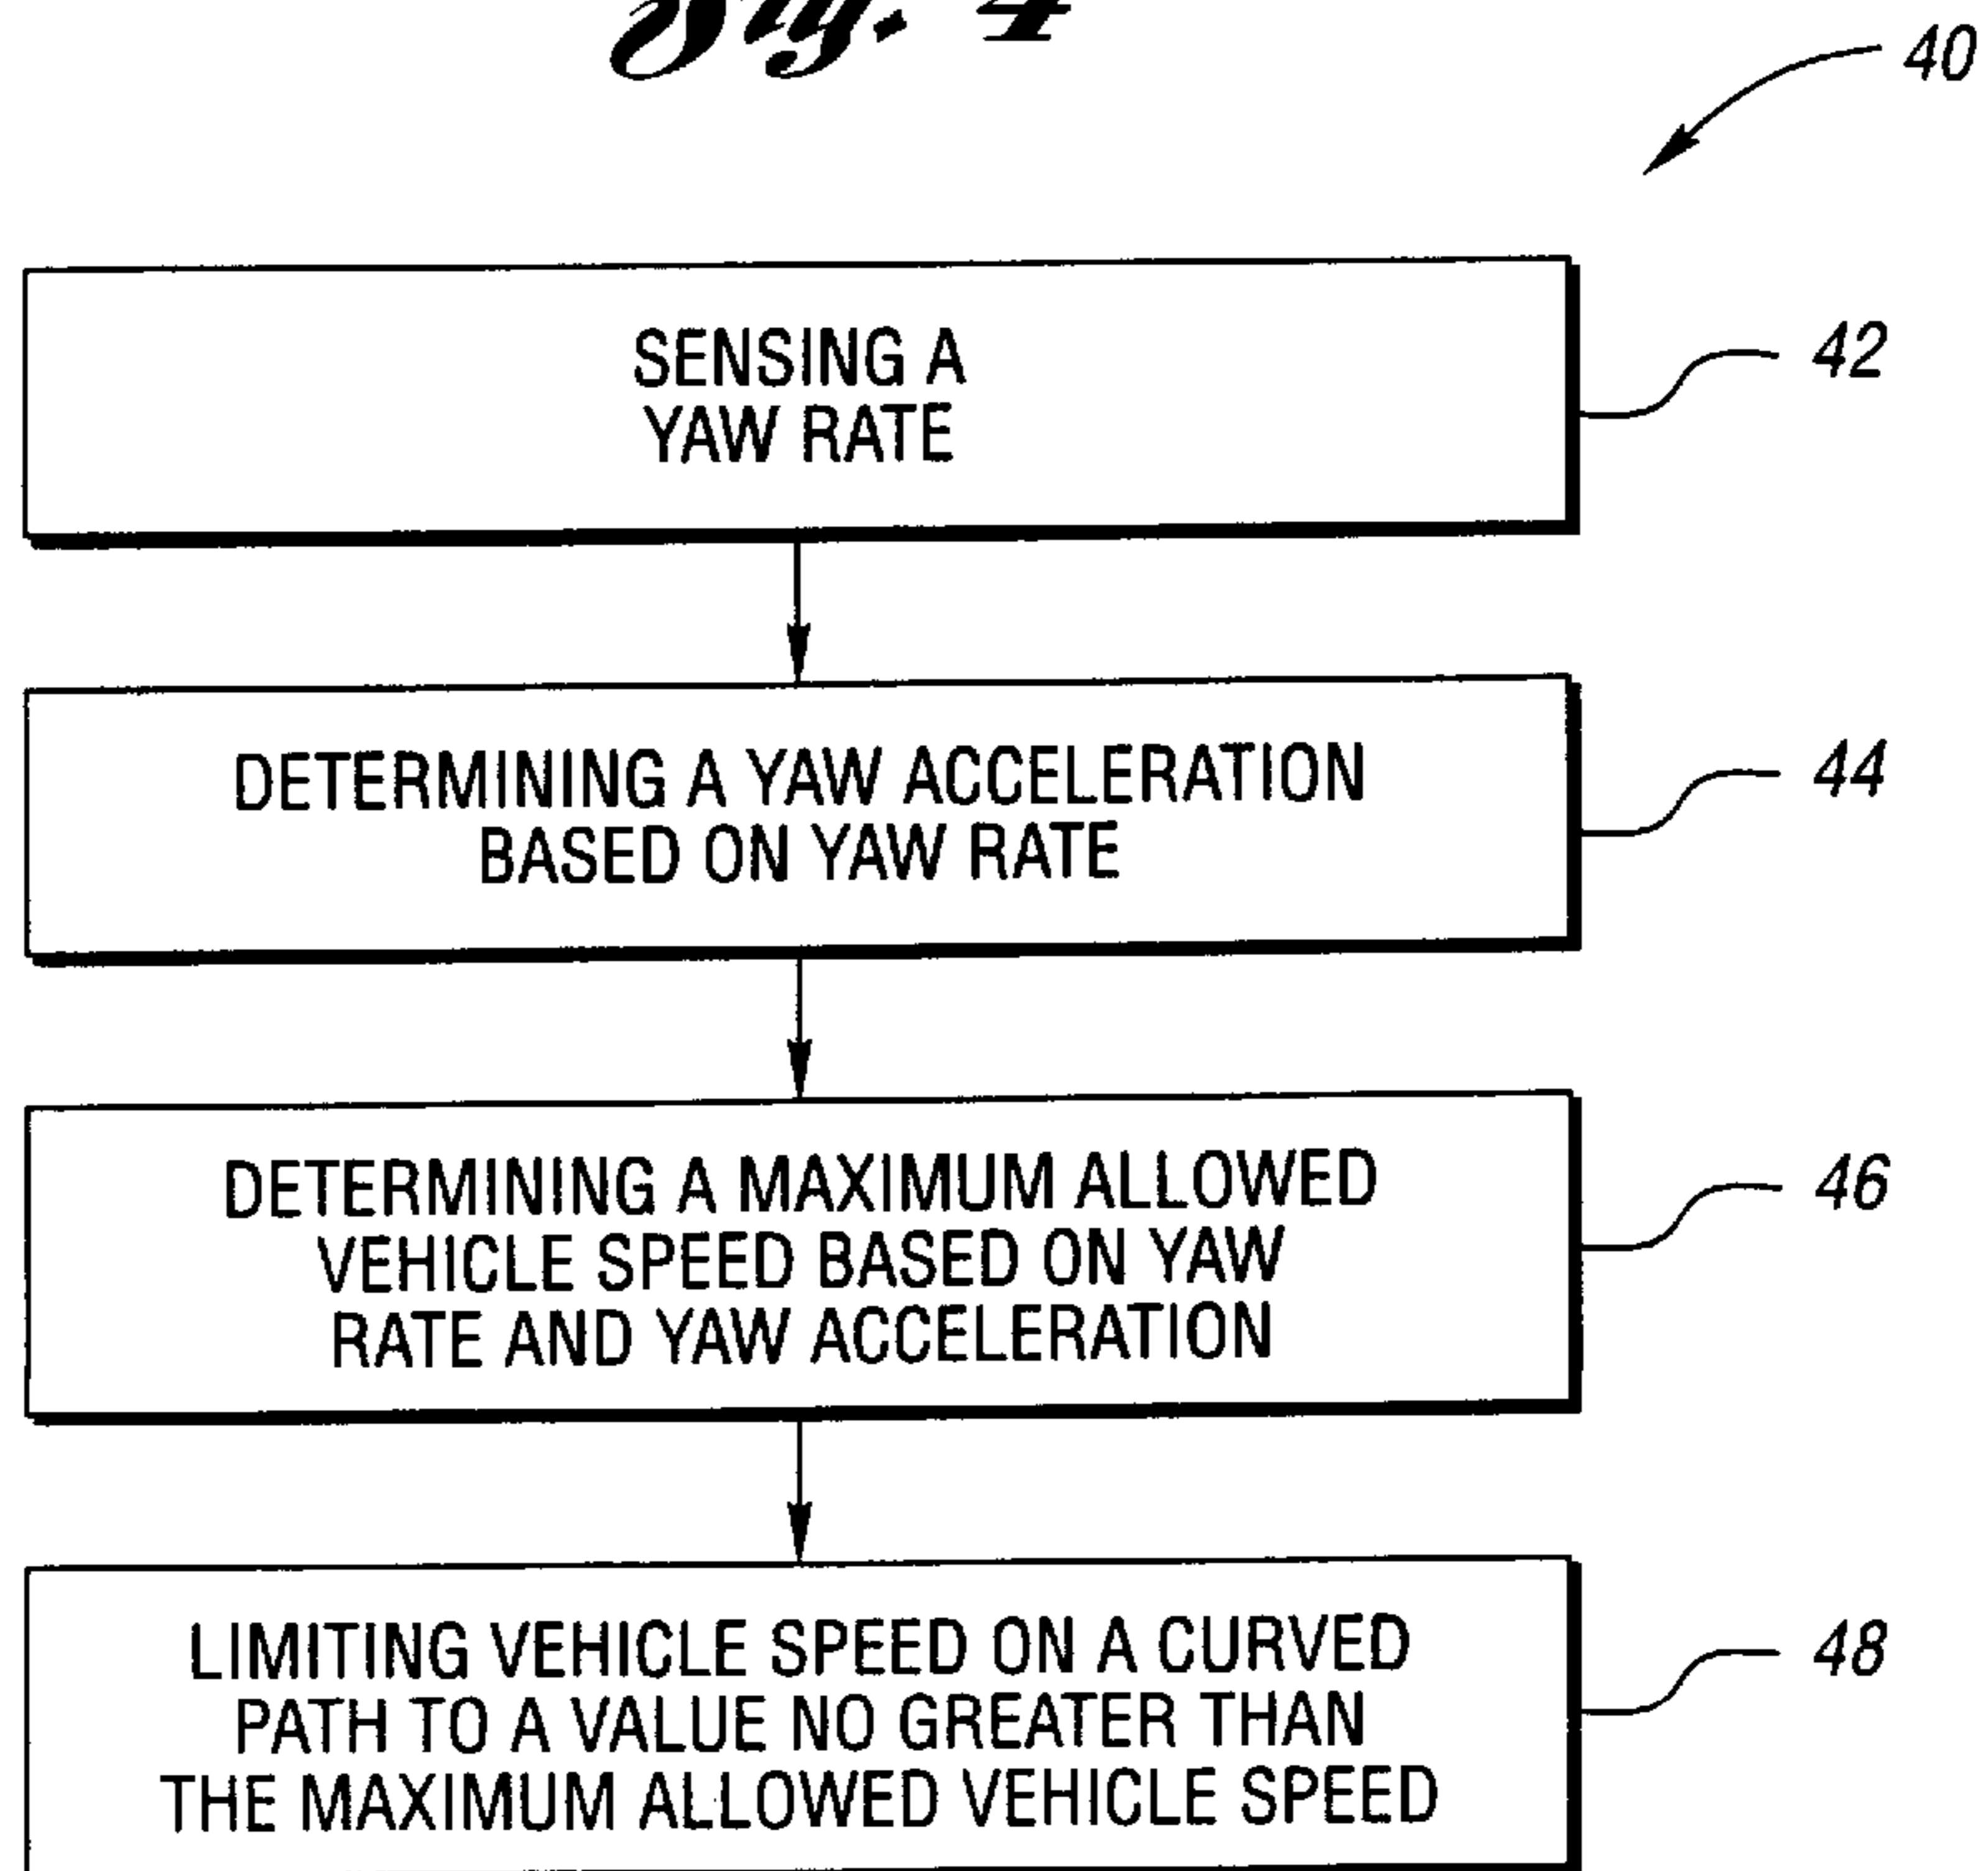 Fig. 4
40
SENSING A
YAW RATE
42
DETERMINING A YAW ACCELERATION
BASED ON YAW RATE
44
DETERMINING A MAXIMUM ALLOWED
VEHICLE SPEED BASED ON YAW
RATE AND YAW ACCELERATION
46
LIMITING VEHICLE SPEED ON A CURVED
PATH TO A VALUE NO GREATER THAN
THE MAXIMUM ALLOWED VEHICLE SPEED
48